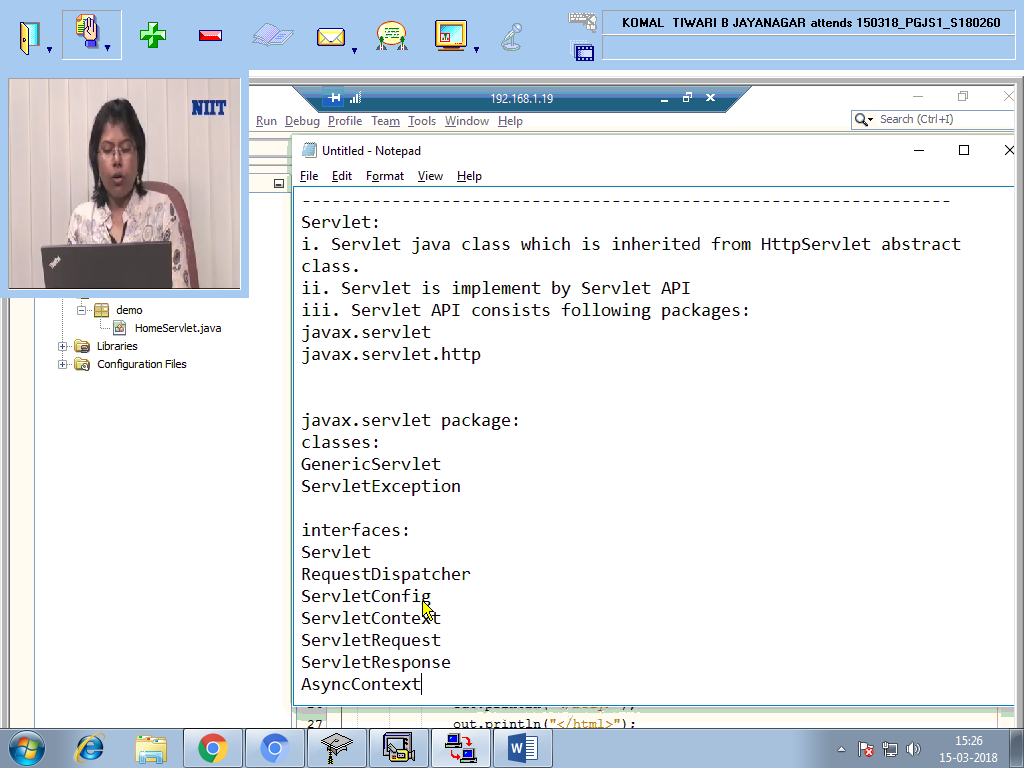 KOMAL TIWARI B JAYANAGAR attends 150318_PGJS1_S180260
NIIT
ThinkPad
192.168.1.19
Run Debug Profile Team Tools Window Help
Search (Ctrl+I)
Untitled - Notepad
File Edit Format View Help
-----------------------------------------------------------------
Servlet:
i. Servlet java class which is inherited from HttpServlet abstract
class.
ii. Servlet is implement by Servlet API
iii. Servlet API consists following packages:
javax.servlet
javax.servlet.http
javax.servlet package:
classes:
GenericServlet
ServletException
interfaces:
Servlet
RequestDispatcher
ServletConfig
ServletContext
ServletRequest
ServletResponse
AsyncContext
demo
HomeServlet.java
Libraries
Configuration Files
27 out.println("</html>");
15:26
15-03-2018